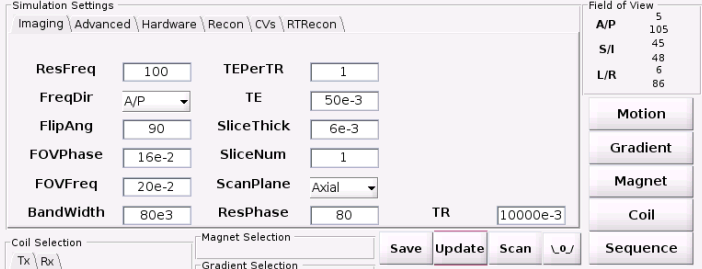 Simulation Settings
Imaging Advanced Hardware Recon CVs RTRecon
ResFreq 100 TEPerTR 1
FreqDir A/P TE 50e-3
FlipAng 90 SliceThick 6e-3
FOVPhase 16e-2 SliceNum 1
FOVFreq 20e-2 ScanPlane Axial
BandWidth 80e3 ResPhase 80 TR 10000e-3
Field of View
A/P 5 105
S/I 45 48
L/R 6 86
Motion
Gradient
Magnet
Coil
Sequence
Coil Selection
Tx Rx
Magnet Selection
Gradient Selection
Save Update Scan \_0_/